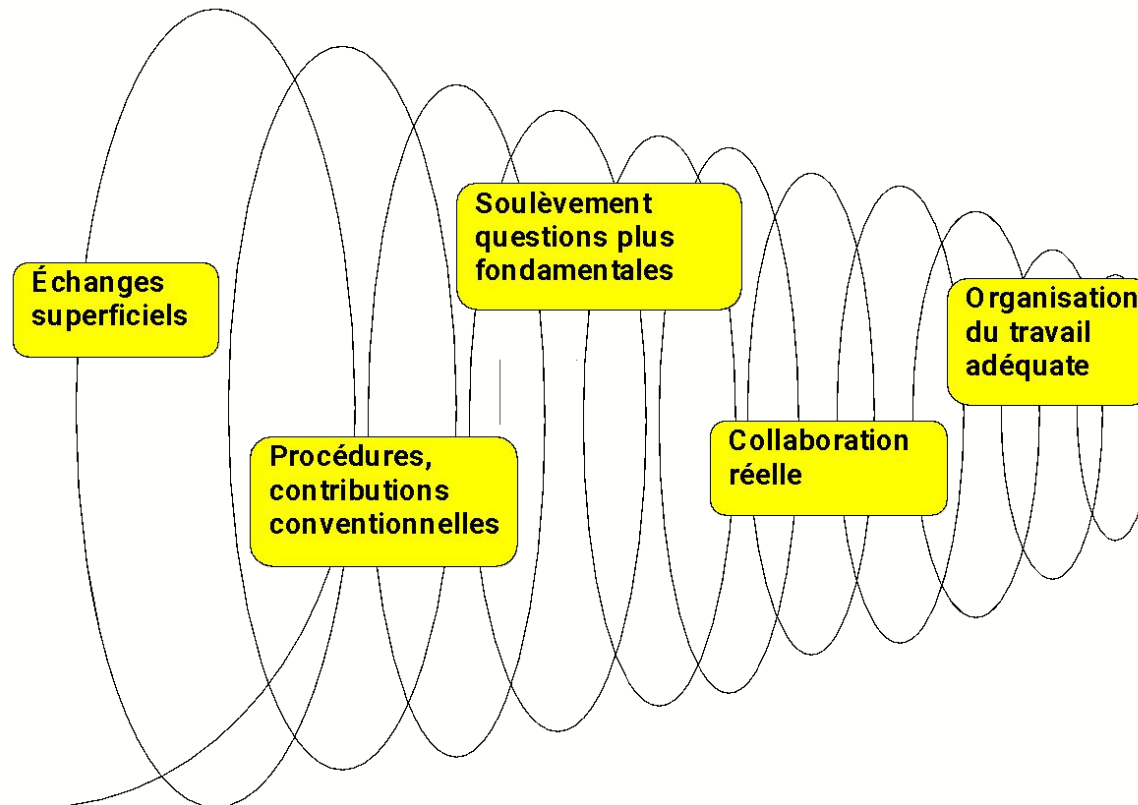 Échanges
superficiels
Procédures,
contributions
conventionnelles
Soulèvement
questions plus
fondamentales
Collaboration
réelle
Organisation
du travail
adéquate